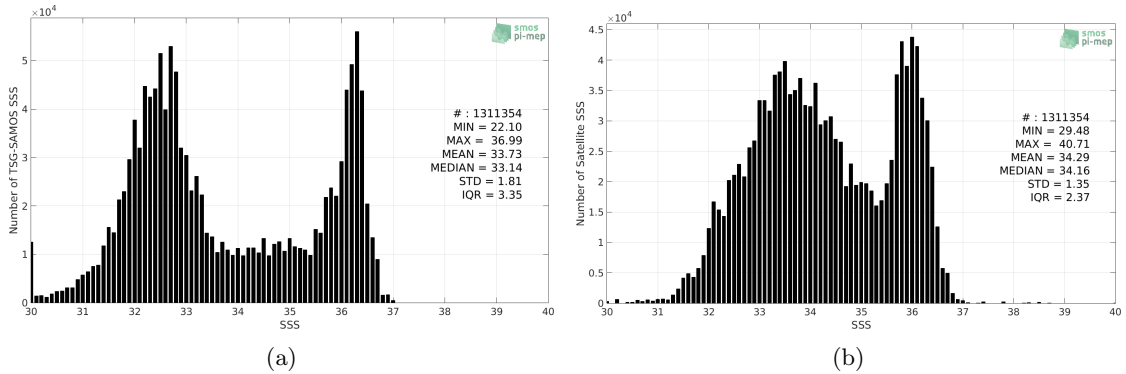 ×10^4
smos
pi-mep
# : 1311354
MIN = 22.10
MAX = 36.99
MEAN = 33.73
MEDIAN = 33.14
STD = 1.81
IQR = 3.35
Number of TSG-SAMOS SSS
5
4
3
2
1
0
30 31 32 33 34 35 36 37 38 39 40
SSS
(a)
×10^4
smos
pi-mep
# : 1311354
MIN = 29.48
MAX = 40.71
MEAN = 34.29
MEDIAN = 34.16
STD = 1.35
IQR = 2.37
Number of Satellite SSS
4.5
4
3.5
3
2.5
2
1.5
1
0.5
0
30 31 32 33 34 35 36 37 38 39 40
SSS
(b)